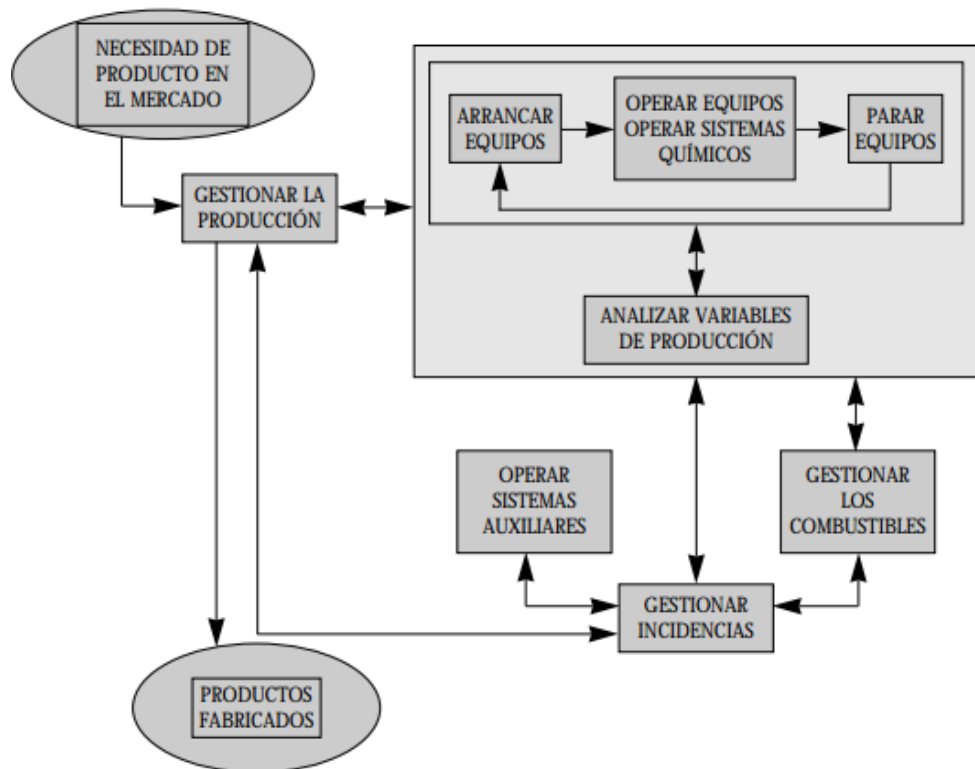 NECESIDAD DE
PRODUCTO EN
EL MERCADO
GESTIONAR LA
PRODUCCIÓN
ARRANCAR
EQUIPOS
OPERAR EQUIPOS
OPERAR SISTEMAS
QUÍMICOS
PARAR
EQUIPOS
ANALIZAR VARIABLES
DE PRODUCCIÓN
OPERAR
SISTEMAS
AUXILIARES
GESTIONAR
LOS
COMBUSTIBLES
GESTIONAR
INCIDENCIAS
PRODUCTOS
FABRICADOS